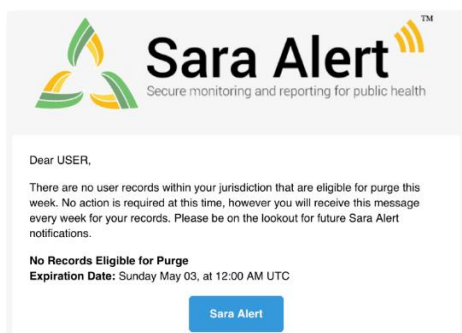 Sara Alert™
Secure monitoring and reporting for public health
Dear USER,
There are no user records within your jurisdiction that are eligible for purge this
week. No action is required at this time, however you will receive this message
every week for your records. Please be on the lookout for future Sara Alert
notifications.
No Records Eligible for Purge
Expiration Date: Sunday May 03, at 12:00 AM UTC
Sara Alert